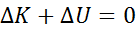 ΔK + ΔU = 0